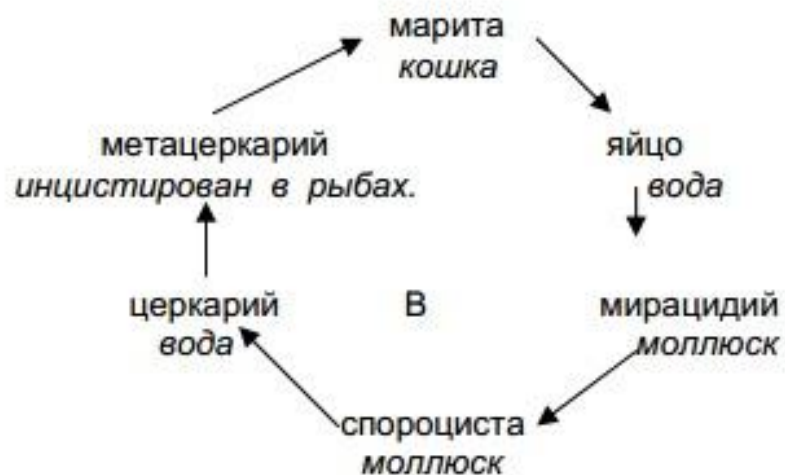 марита
кошка
метацеркарий
инцистирован в рыбах.
яйцо
вода
церкарий
вода
В
мирацидий
моллюск
спороциста
моллюск